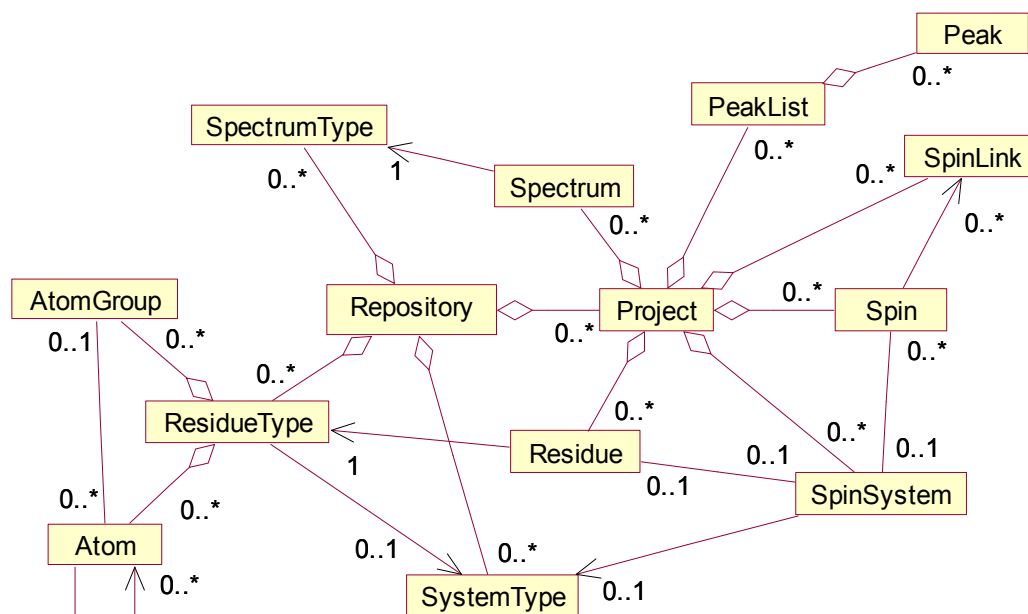 Peak
0..*
PeakList
0..*
SpectrumType
0..*
1
Spectrum
0..*
SpinLink
0..*
0..*
AtomGroup
0..1
0..*
Repository
0..*
Project
0..*
Spin
0..*
0..*
ResidueType
1
0..*
Residue
0..1
0..*
0..1
0..1
SpinSystem
0..*
0..*
Atom
0..*
0..1
0..*
SystemType
0..1